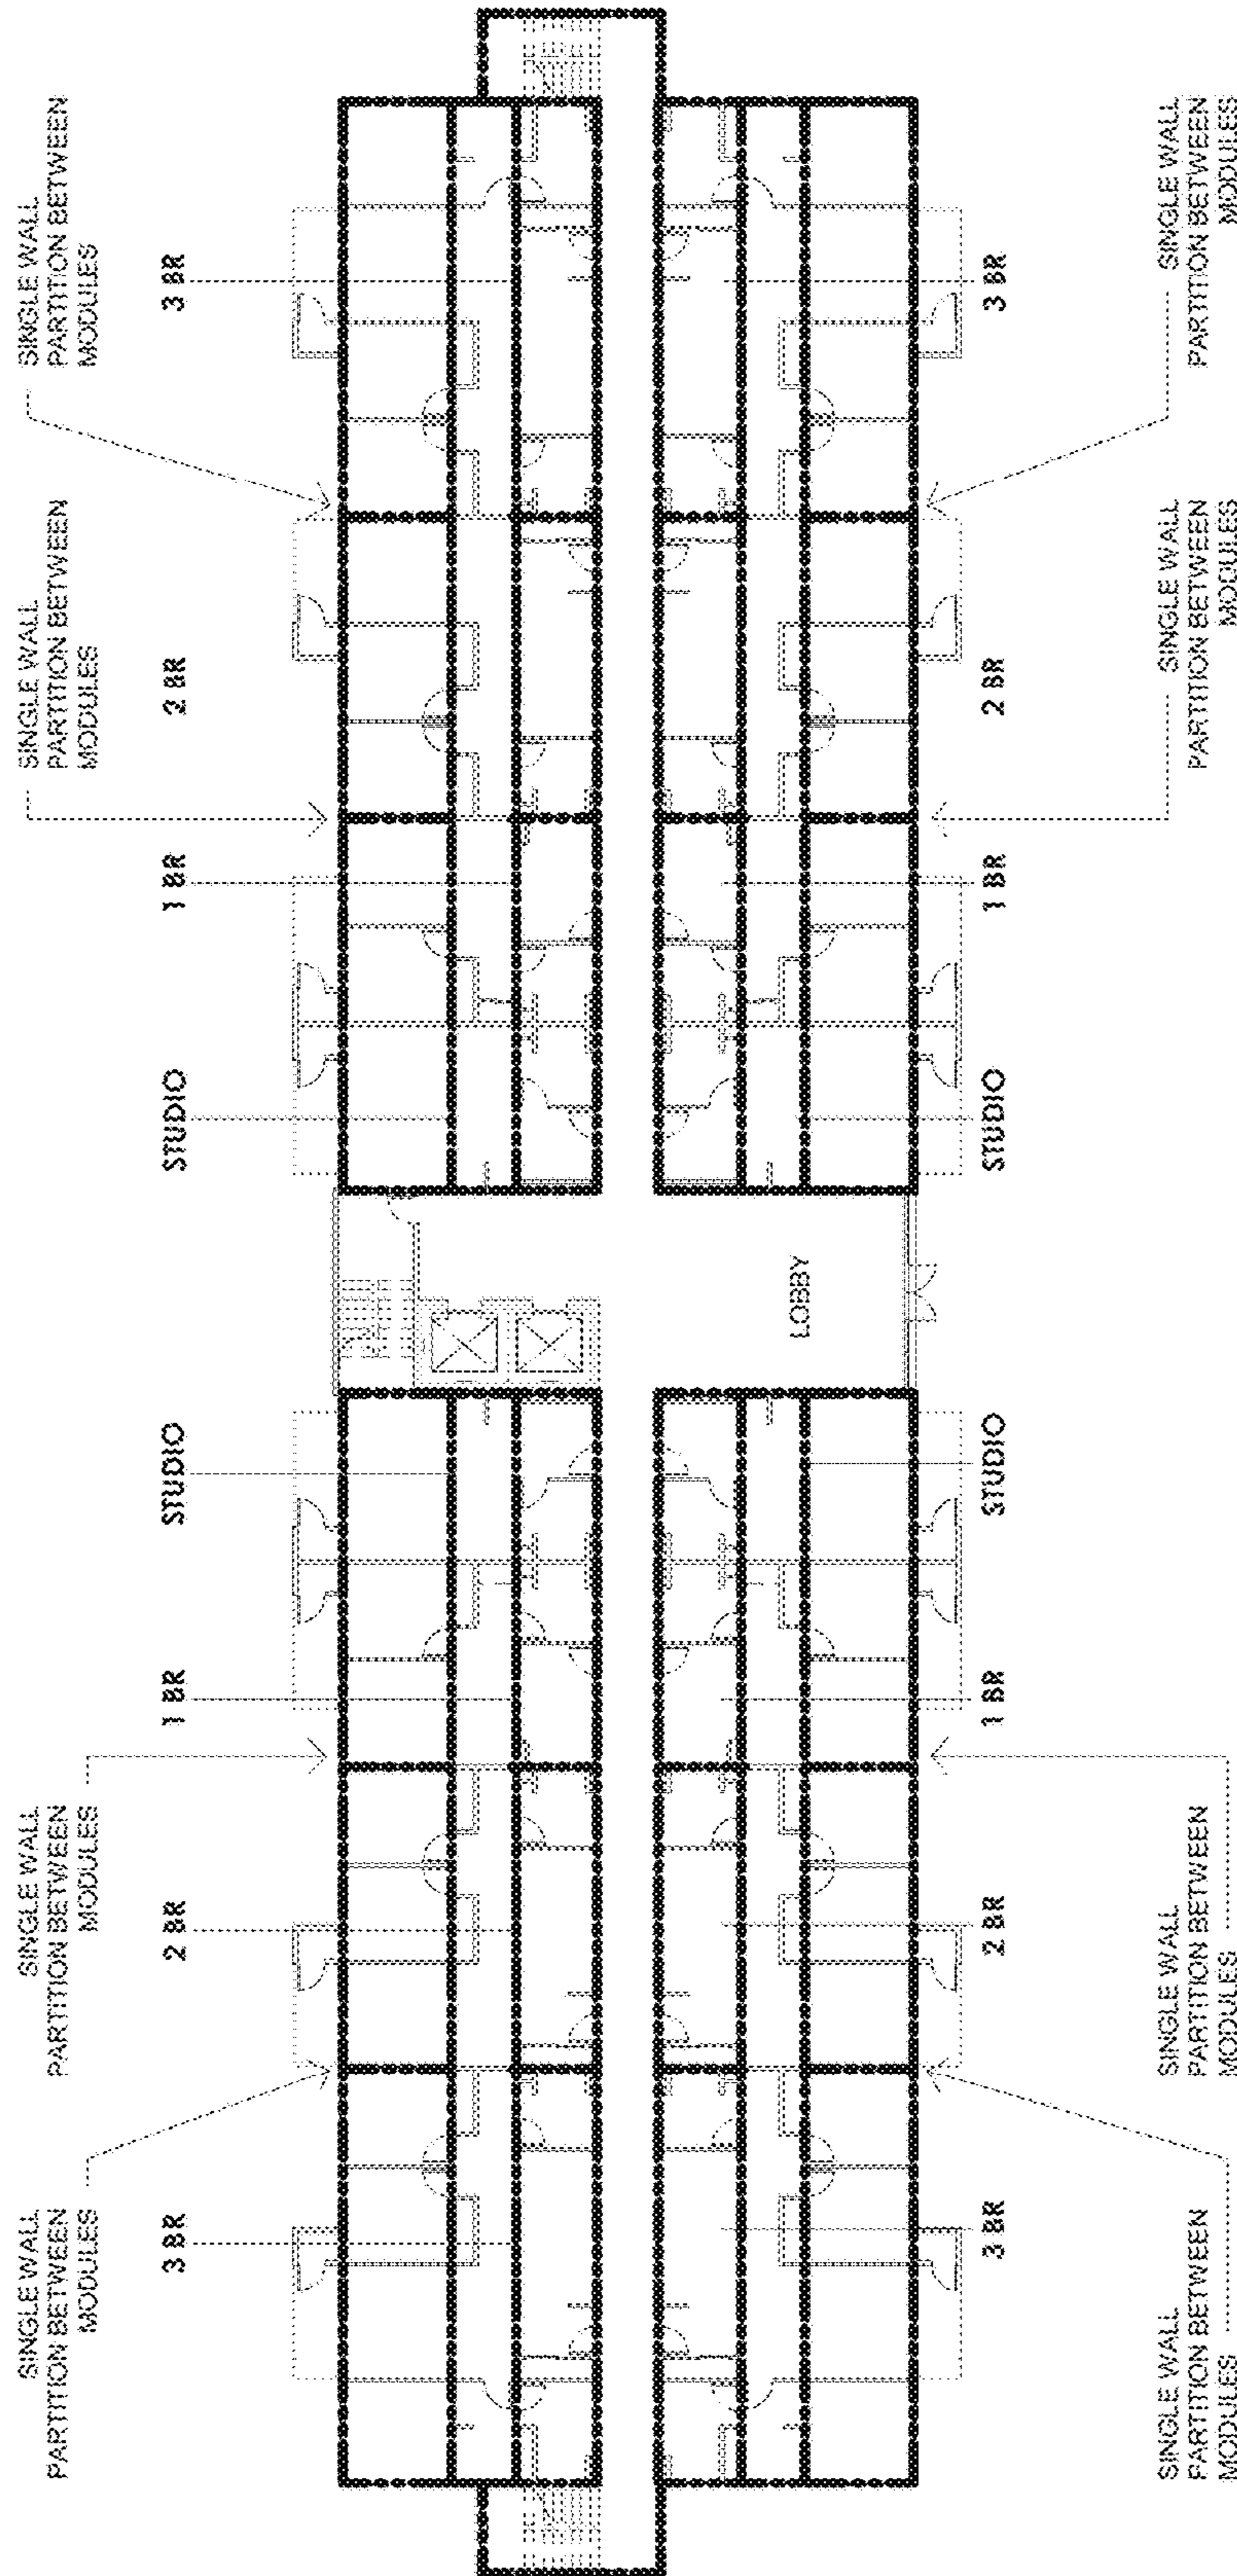 SINGLE WALL
PARTITION BETWEEN
MODULES
SINGLE WALL
PARTITION BETWEEN
MODULES
SINGLE WALL
PARTITION BETWEEN
MODULES
SINGLE WALL
PARTITION BETWEEN
MODULES
3 BR
2 BR
1 BR
STUDIO
STUDIO
1 BR
2 BR
3 BR
LOBBY
3 BR
2 BR
1 BR
STUDIO
STUDIO
1 BR
2 BR
3 BR
SINGLE WALL
PARTITION BETWEEN
MODULES
SINGLE WALL
PARTITION BETWEEN
MODULES
SINGLE WALL
PARTITION BETWEEN
MODULES
SINGLE WALL
PARTITION BETWEEN
MODULES